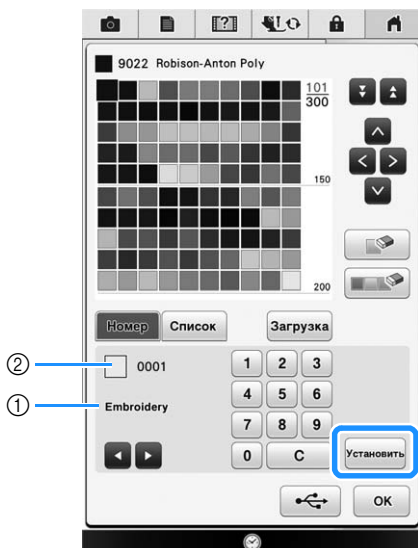 [?]
9022 Robison-Anton Poly
101
300
150
200
Номер Список Загрузка
② 0001
① Embroidery
1 2 3
4 5 6
7 8 9
0 C Установить
OK